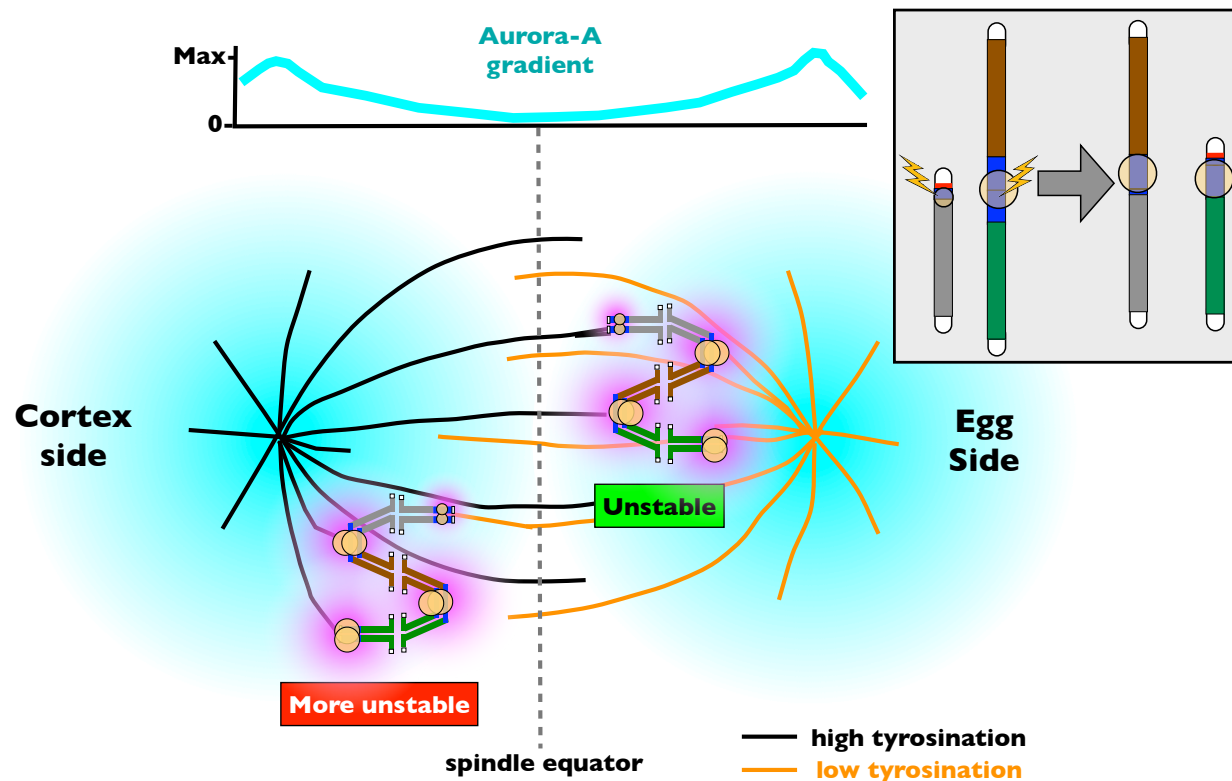 Aurora-A
gradient
Max
0
Cortex
side
Egg
Side
Unstable
More unstable
spindle equator
high tyrosination
low tyrosination